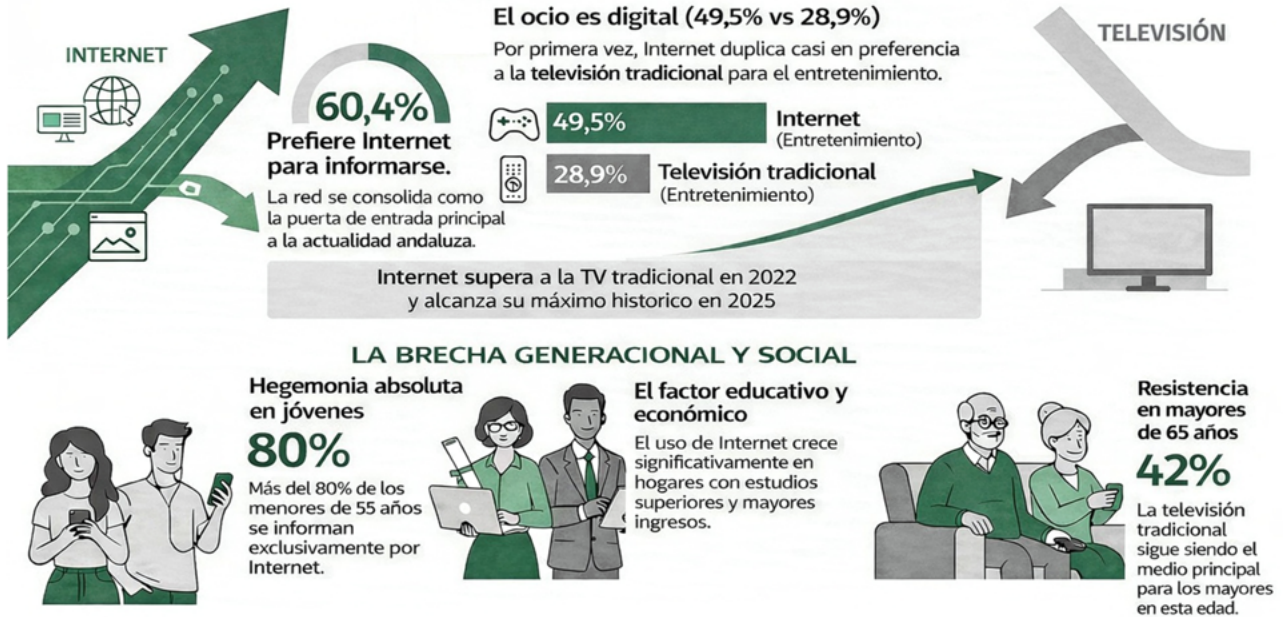 INTERNET
60,4%
Prefiere Internet
para informarse.
La red se consolida como
la puerta de entrada principal
a la actualidad andaluza.
El ocio es digital (49,5% vs 28,9%)
Por primera vez, Internet duplica casi en preferencia
a la televisión tradicional para el entretenimiento.
49,5%
Internet
(Entretenimiento)
28,9%
Televisión tradicional
(Entretenimiento)
TELEVISIÓN
Internet supera a la TV tradicional en 2022
y alcanza su máximo historico en 2025
LA BRECHA GENERACIONAL Y SOCIAL
Hegemonia absoluta
en jóvenes
80%
Más del 80% de los
menores de 55 años
se informan
exclusivamente por
Internet.
El factor educativo y
económico
El uso de Internet crece
significativamente en
hogares con estudios
superiores y mayores
ingresos.
Resistencia
en mayores
de 65 años
42%
La televisión
tradicional
sigue siendo el
medio principal
para los mayores
en esta edad.